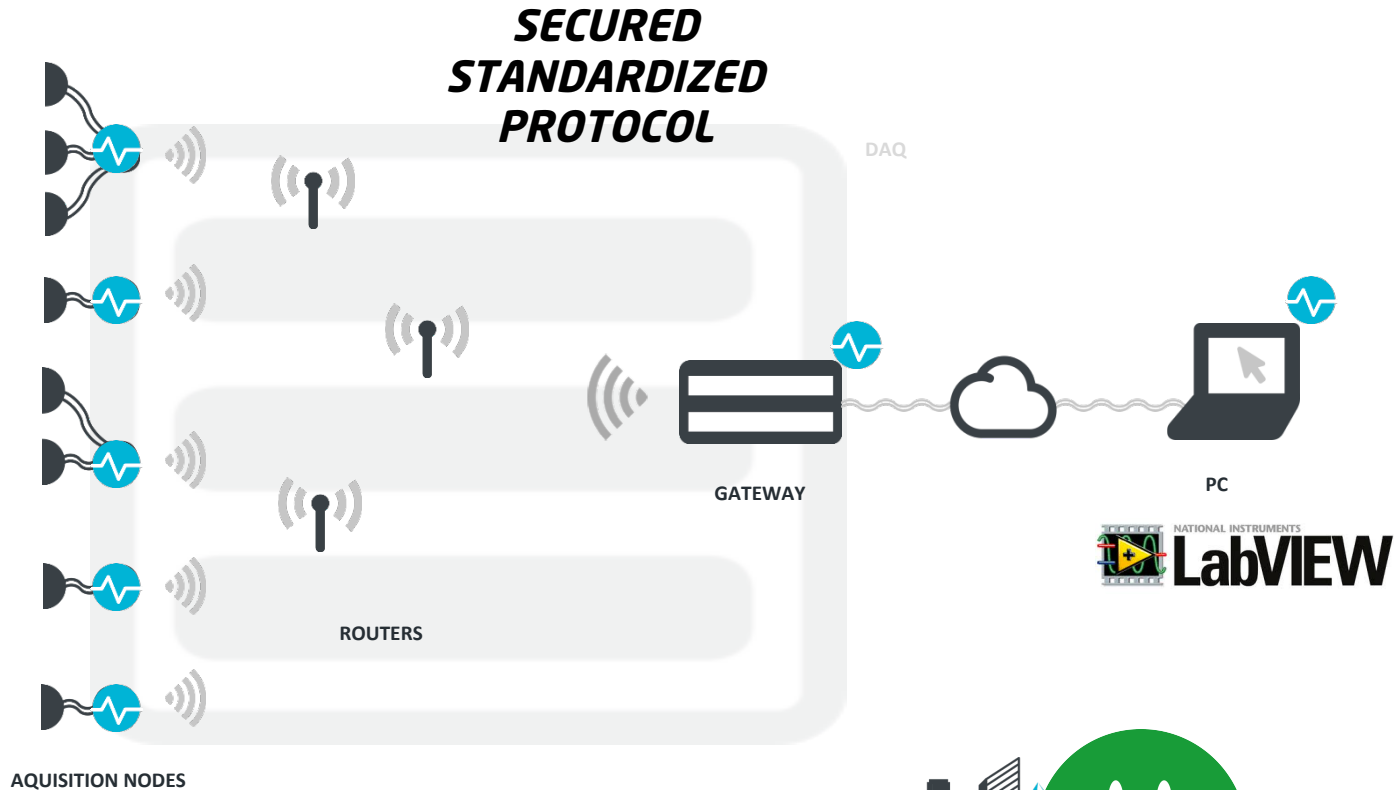 SECURED
STANDARDIZED
PROTOCOL
DAQ
GATEWAY
PC
NATIONAL INSTRUMENTS
LabVIEW
ROUTERS
AQUISITION NODES